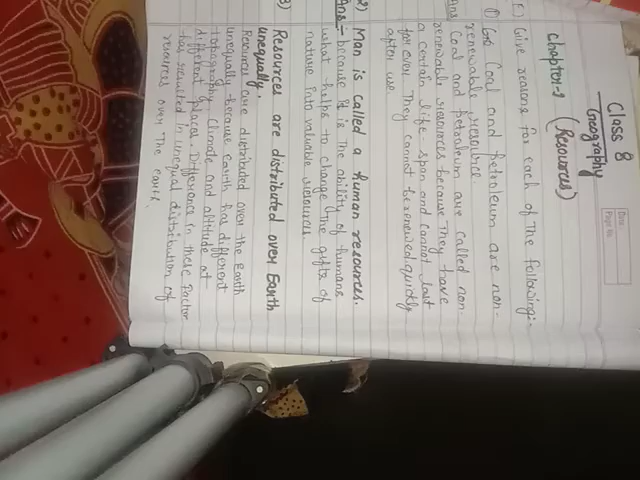 Class 8
Geography
Date
Page No.
Chapter-1
(Resources)
E) Give reasons for each of the following:-
① Coal and Petroleum are non-
renewable resource.
Ans Coal and petroleum are called non-
renewable resources because they have
a certain life span and cannot last
for ever. They cannot be renewed quickly
after use.
2) Man is called a human resources.
Ans:- because it is the ability of humans
what helps to change the gifts of
nature into valuable resources.
3) Resources are distributed over Earth
unequally.
Resources are distributed over the Earth
unequally because earth has different
topography climate and altitude at
different places. Difference in these factor
has resulted in unequal distribution of
resources over the earth.